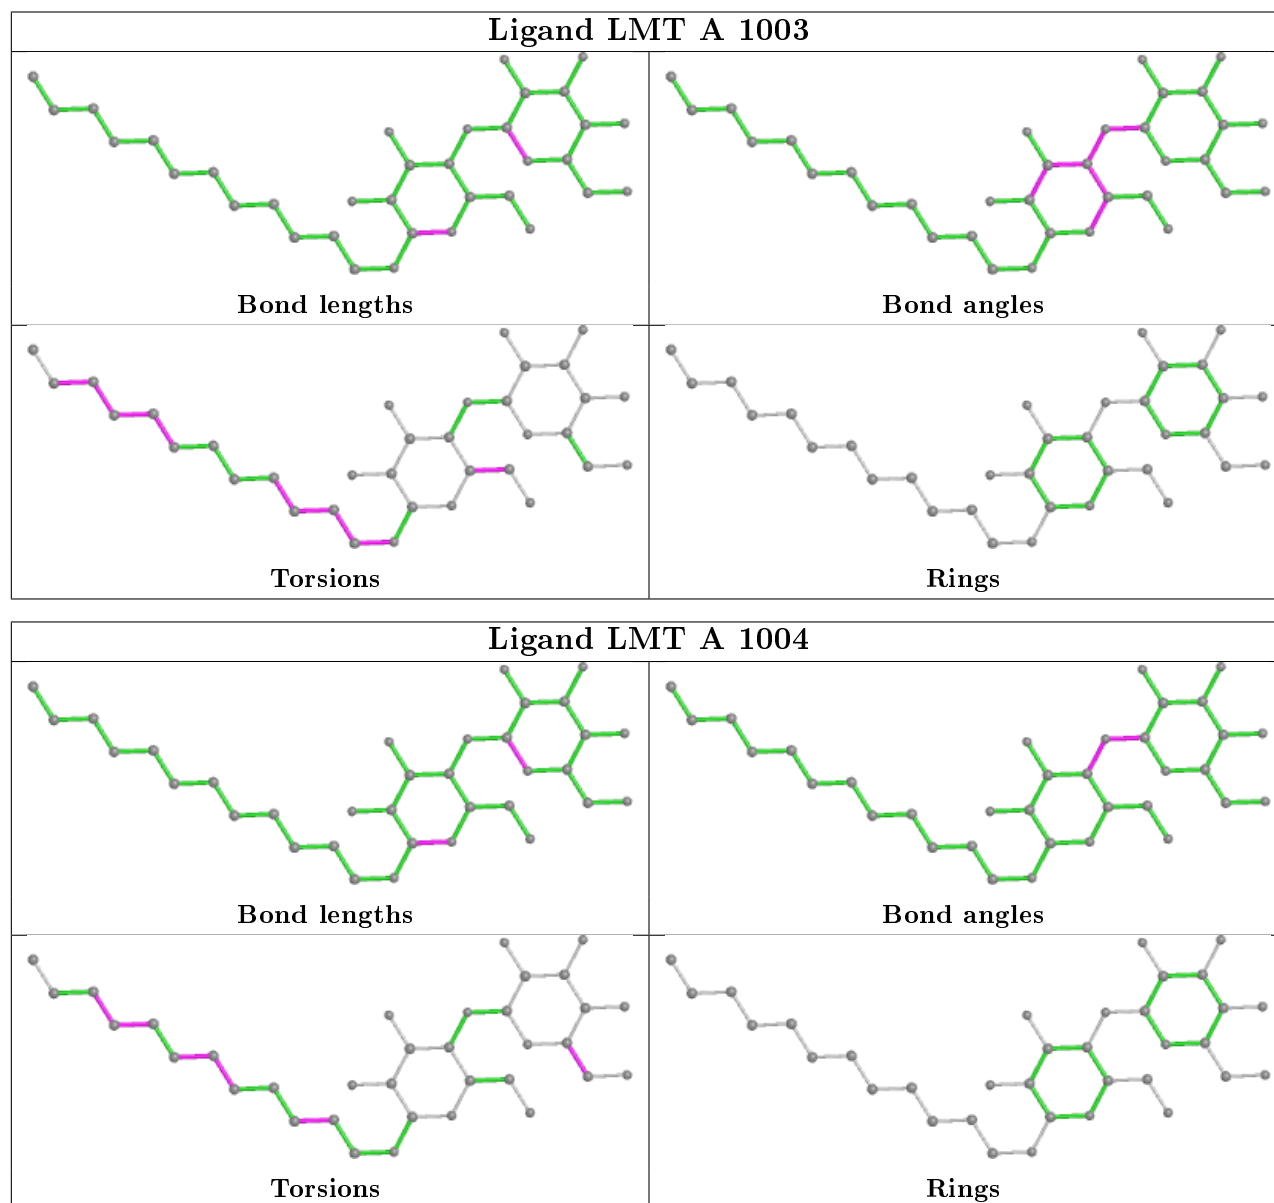 Ligand LMT A 1003
Bond lengths
Bond angles
Torsions
Rings
Ligand LMT A 1004
Bond lengths
Bond angles
Torsions
Rings